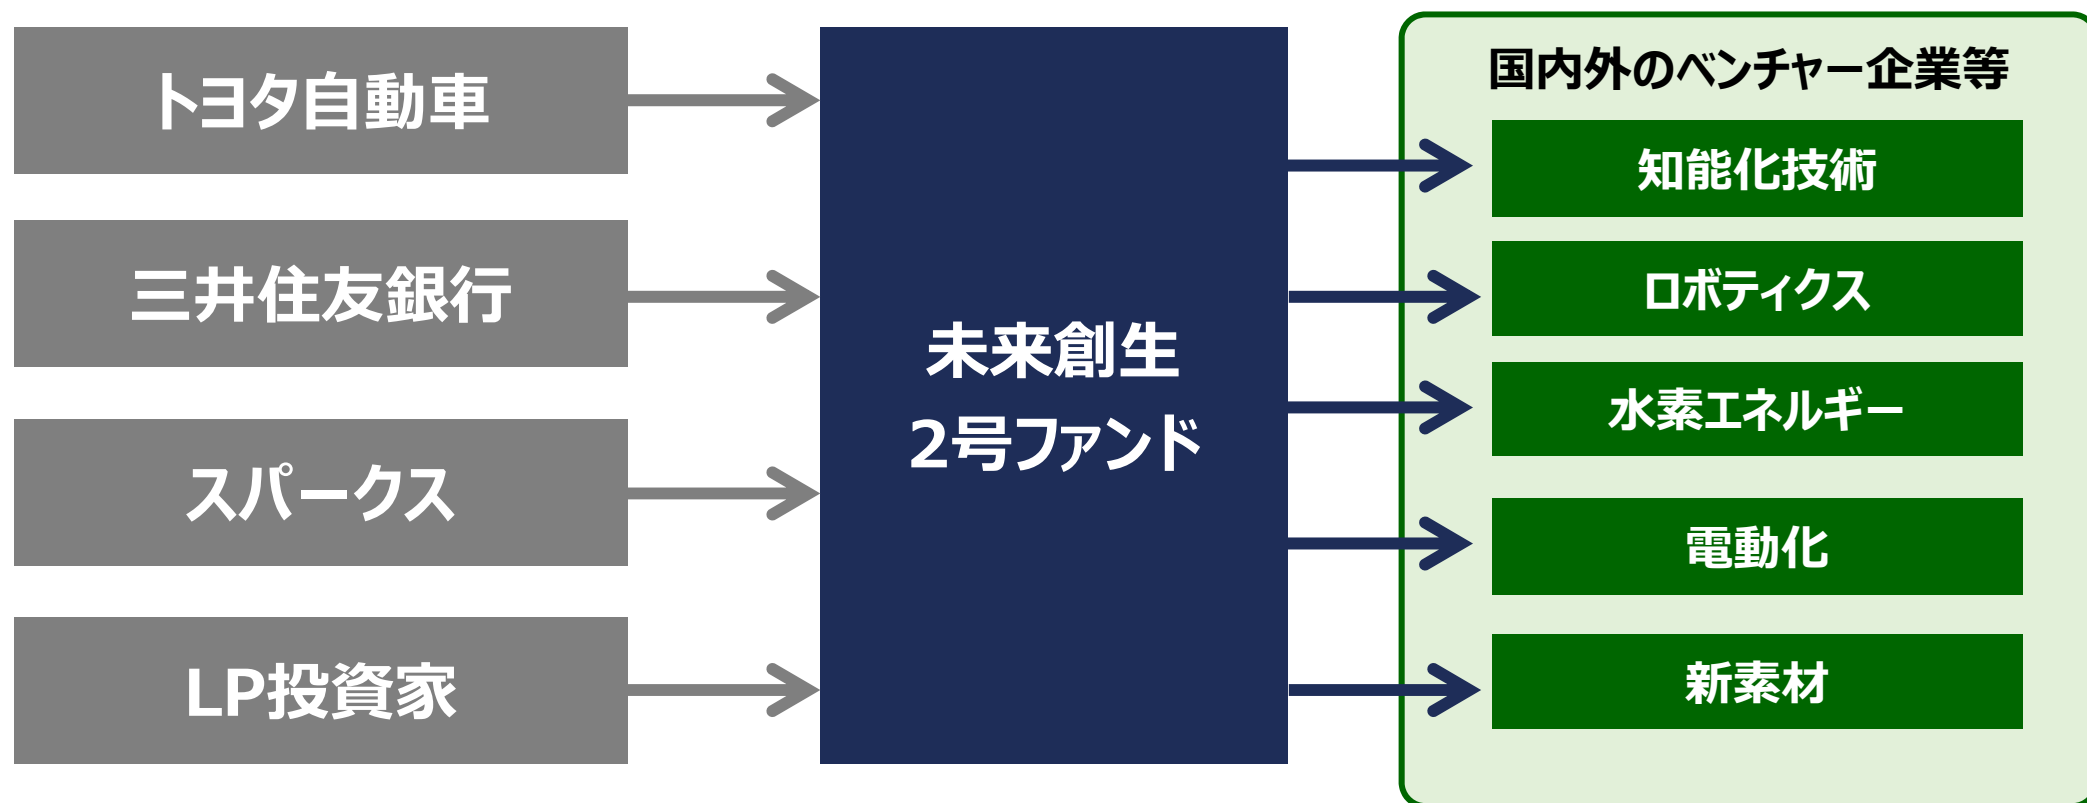 トヨタ自動車
三井住友銀行
スパークス
LP投資家
未来創生
2号ファンド
国内外のベンチャー企業等
知能化技術
ロボティクス
水素エネルギー
電動化
新素材